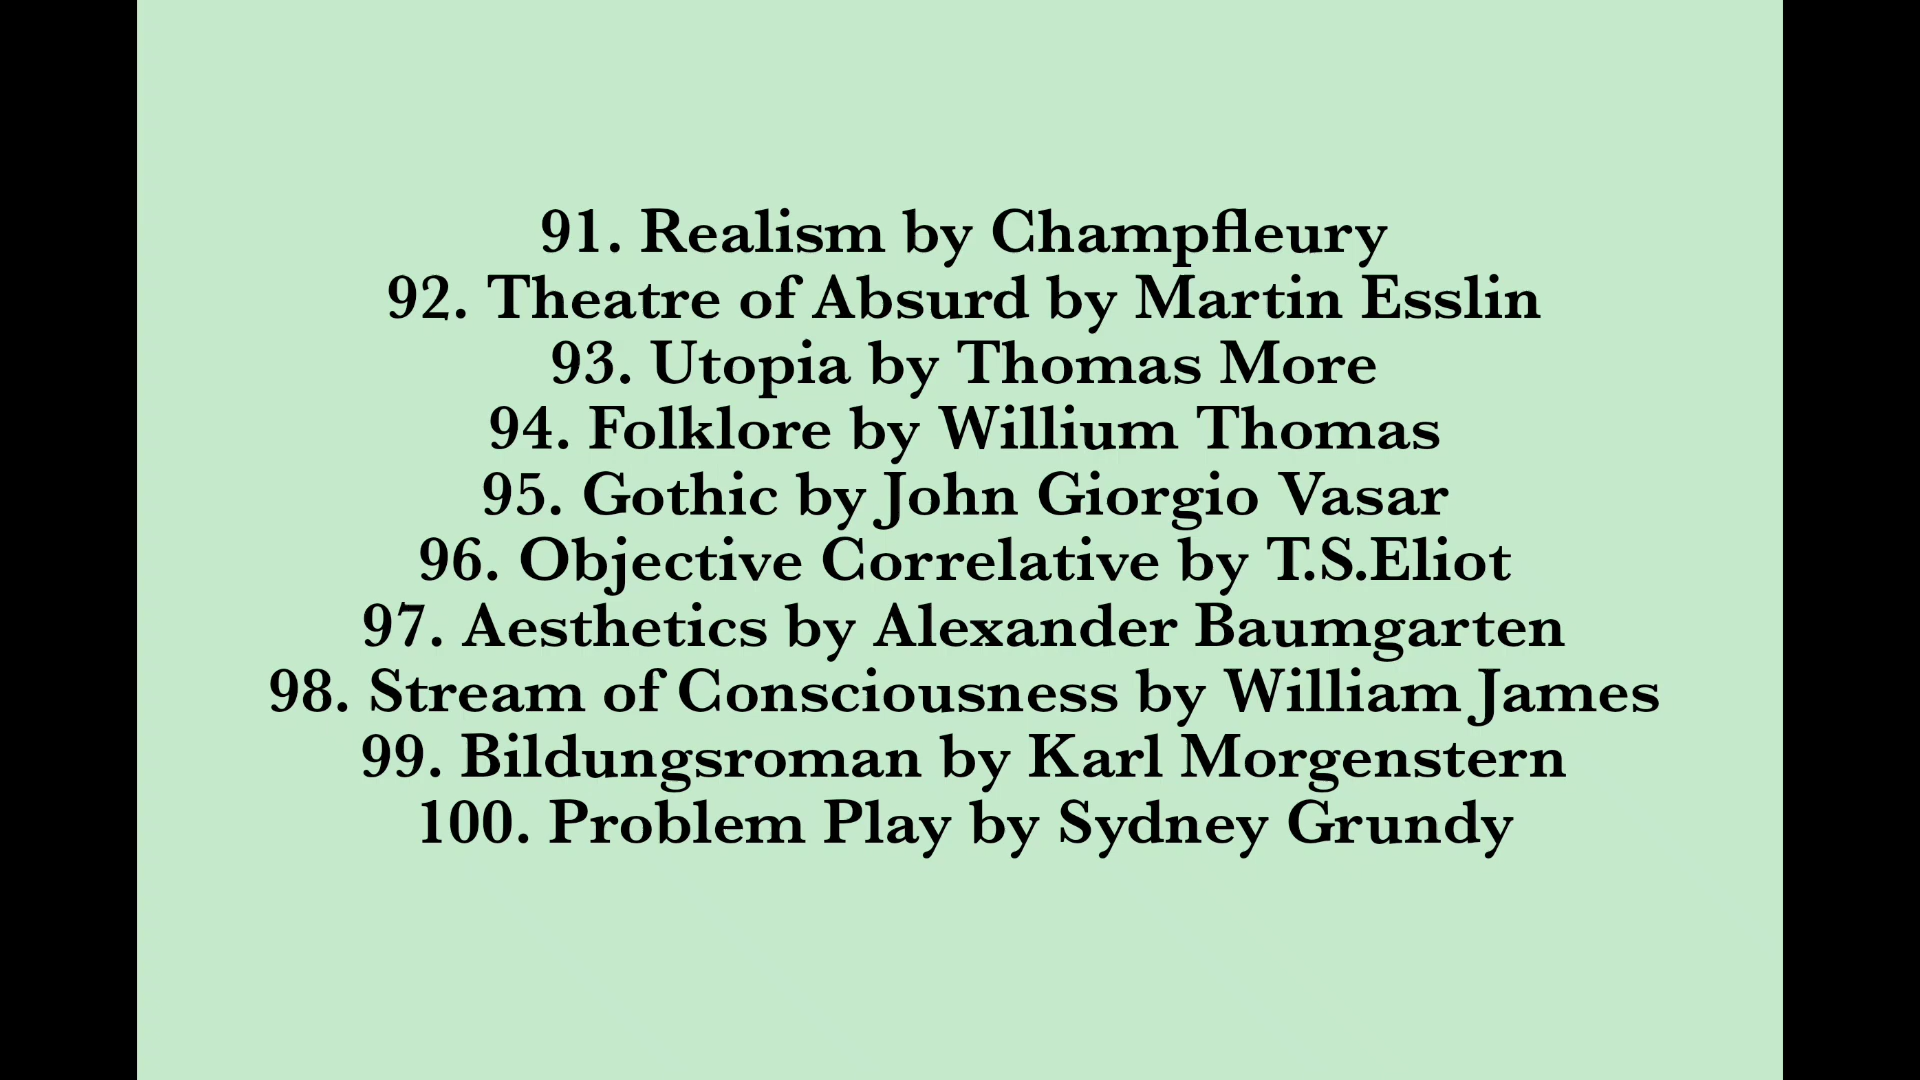 91. Realism by Champfleury
92. Theatre of Absurd by Martin Esslin
93. Utopia by Thomas More
94. Folklore by Willium Thomas
95. Gothic by John Giorgio Vasar
96. Objective Correlative by T.S.Eliot
97. Aesthetics by Alexander Baumgarten
98. Stream of Consciousness by William James
99. Bildungsroman by Karl Morgenstern
100. Problem Play by Sydney Grundy